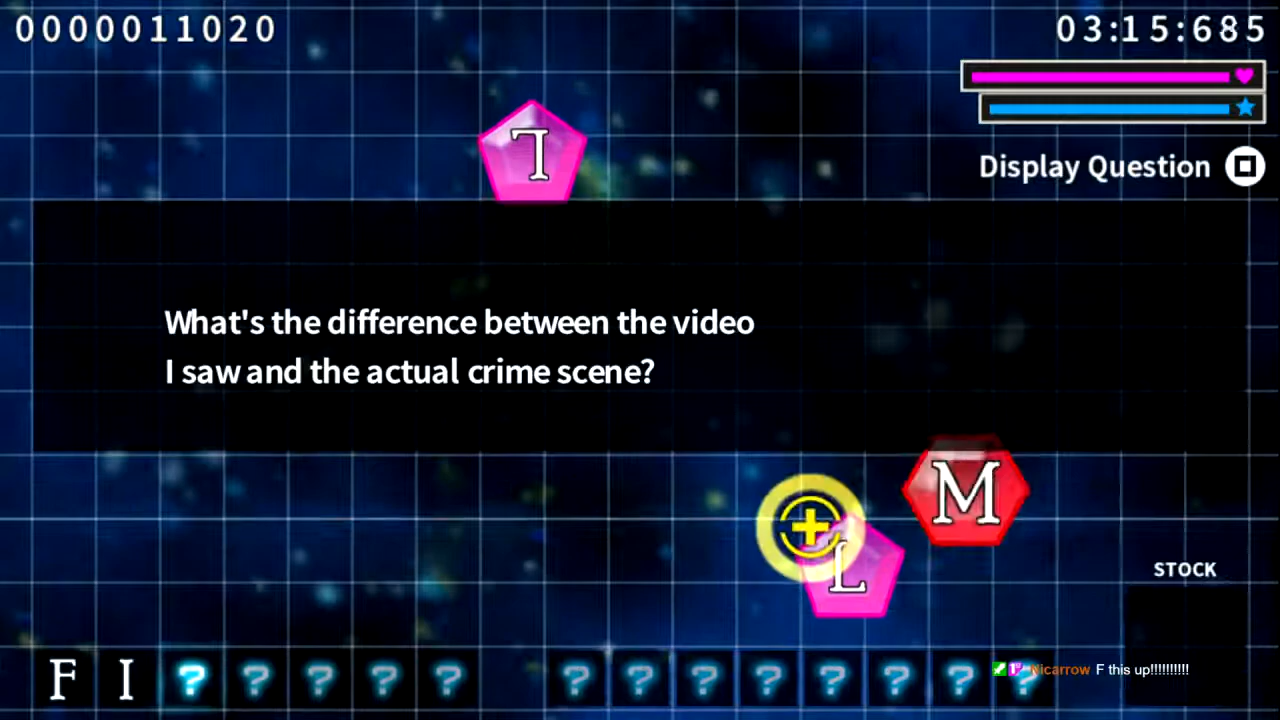 0000011020
03:15:685
Display Question
L
What's the difference between the video
I saw and the actual crime scene?
M
L
STOCK
F I ? ? ? ? ? ? ? ? ? ? ? ? ?
Nicarrow F this up!!!!!!!!!!